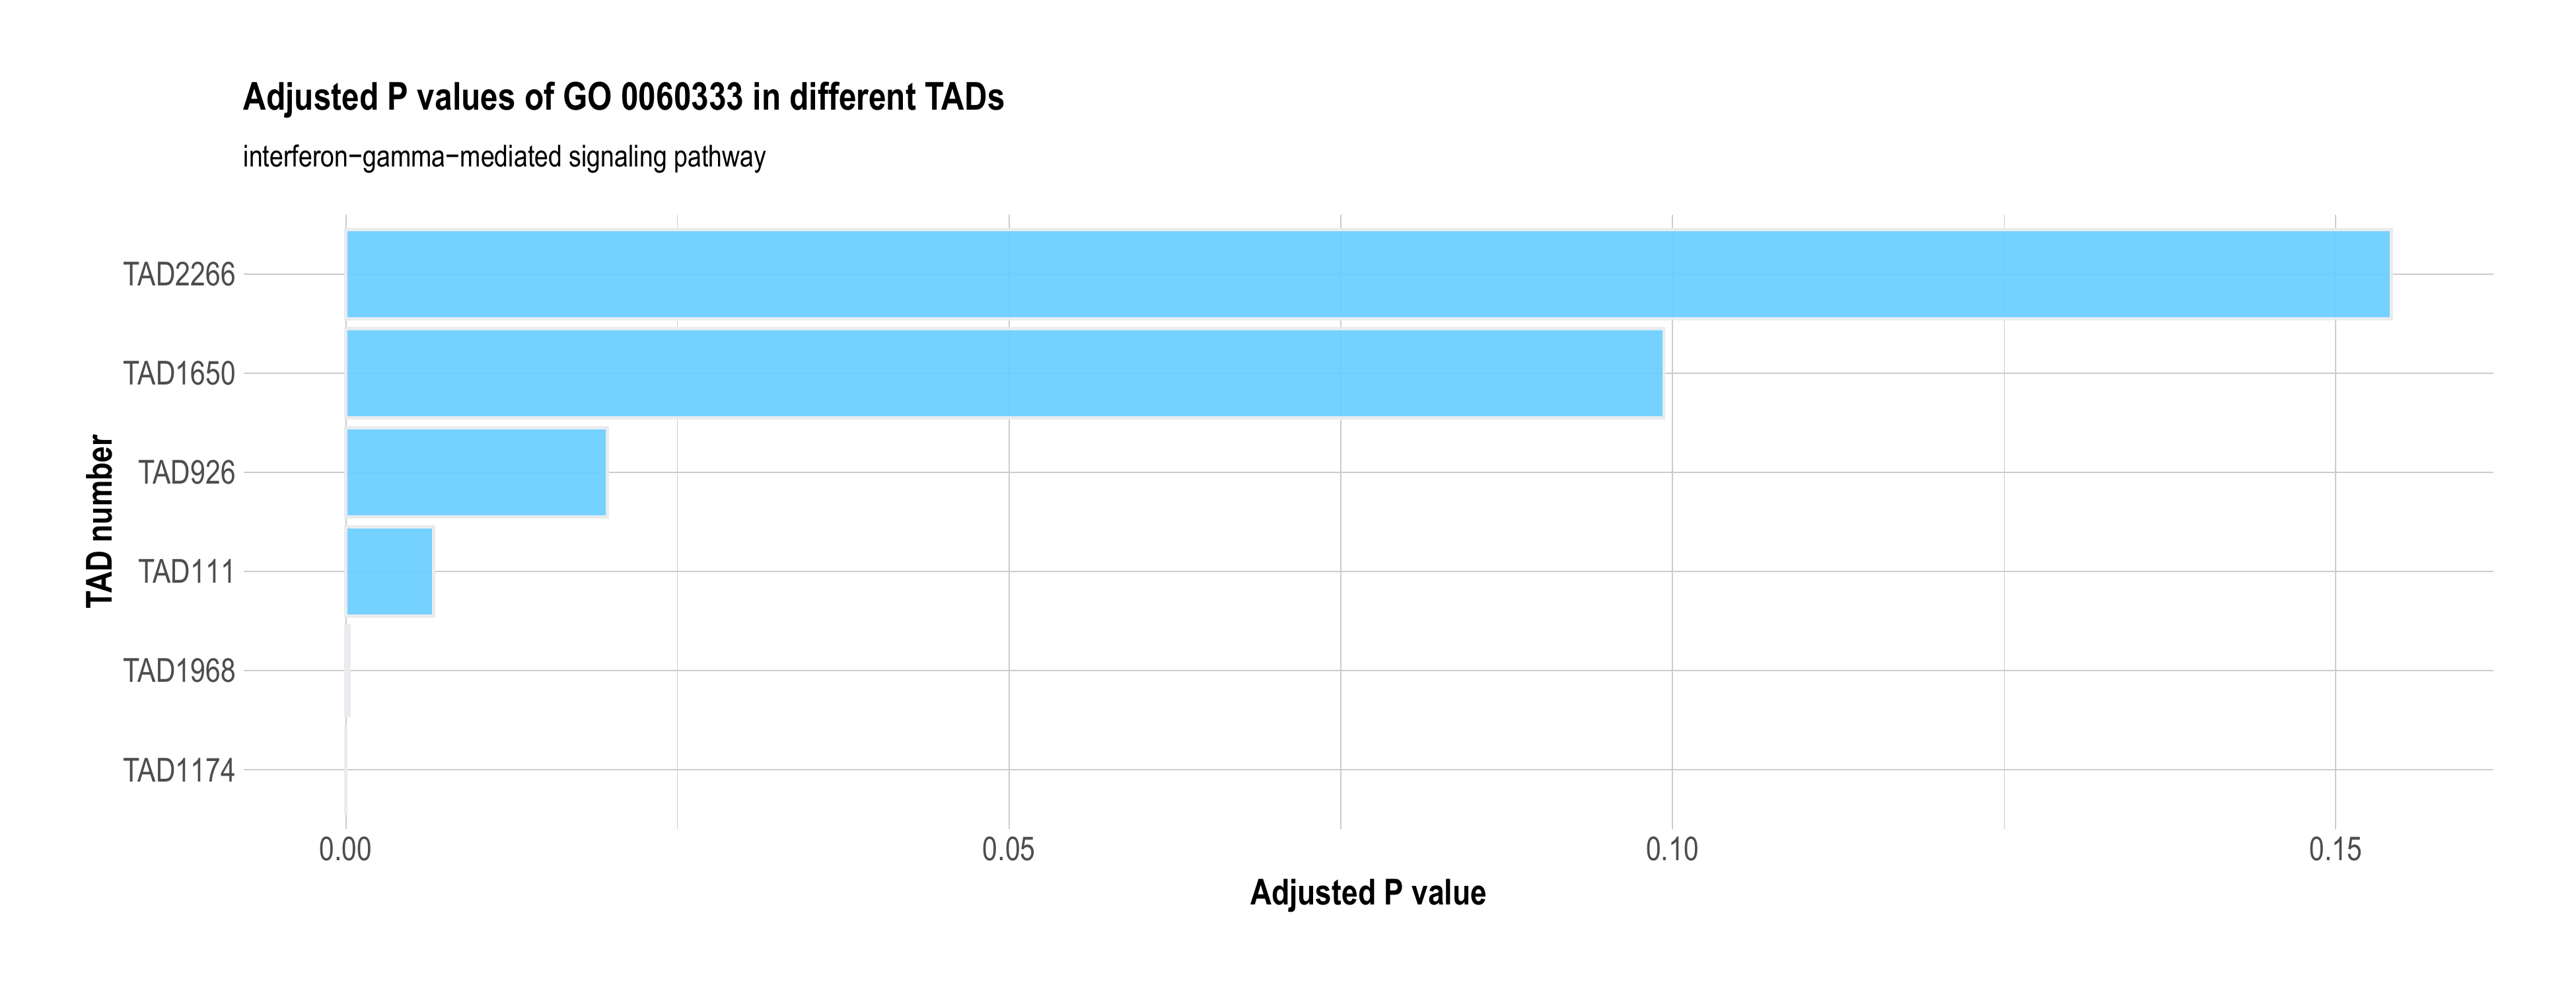 Adjusted P values of GO 0060333 in different TADs
interferon−gamma−mediated signaling pathway
TAD number
TAD2266
TAD1650
TAD926
TAD111
TAD1968
TAD1174
0.00 0.05 0.10 0.15
Adjusted P value